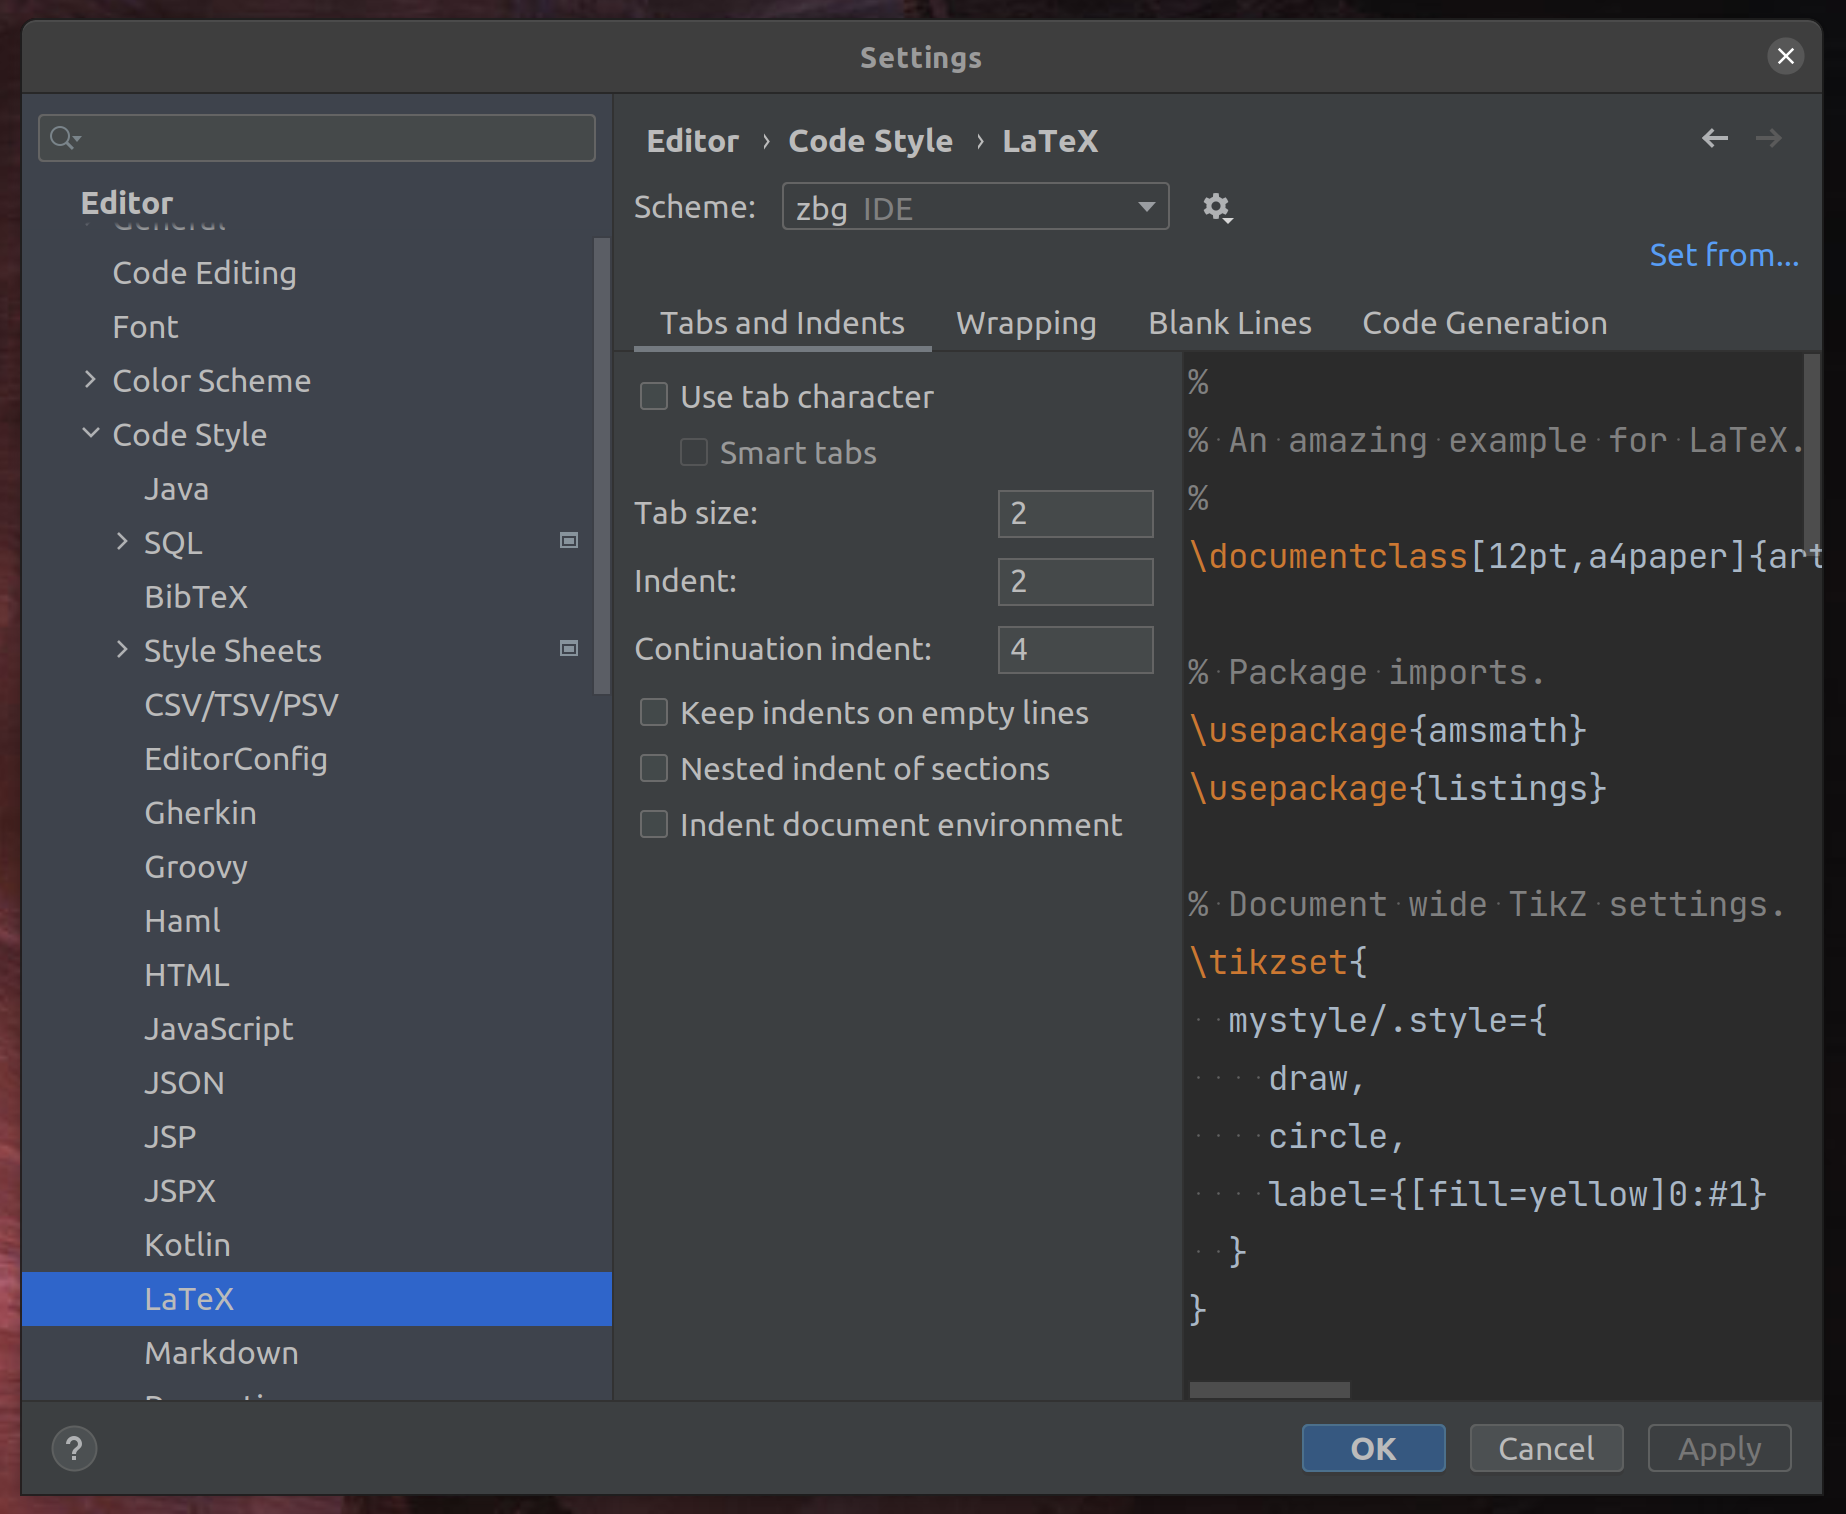 Settings
Editor
General
Code Editing
Font
Color Scheme
Code Style
Java
SQL
BibTeX
Style Sheets
CSV/TSV/PSV
EditorConfig
Gherkin
Groovy
Haml
HTML
JavaScript
JSON
JSP
JSPX
Kotlin
LaTeX
Markdown
Editor › Code Style › LaTeX
Scheme: zbg IDE
Set from...
Tabs and Indents Wrapping Blank Lines Code Generation
Use tab character
Smart tabs
Tab size: 2
Indent: 2
Continuation indent: 4
Keep indents on empty lines
Nested indent of sections
Indent document environment
%
% An amazing example for LaTeX.
%
\documentclass[12pt,a4paper]{art
% Package imports.
\usepackage{amsmath}
\usepackage{listings}
% Document wide TikZ settings.
\tikzset{
mystyle/.style={
draw,
circle,
label={[fill=yellow]0:#1}
}
}
?
OK Cancel Apply